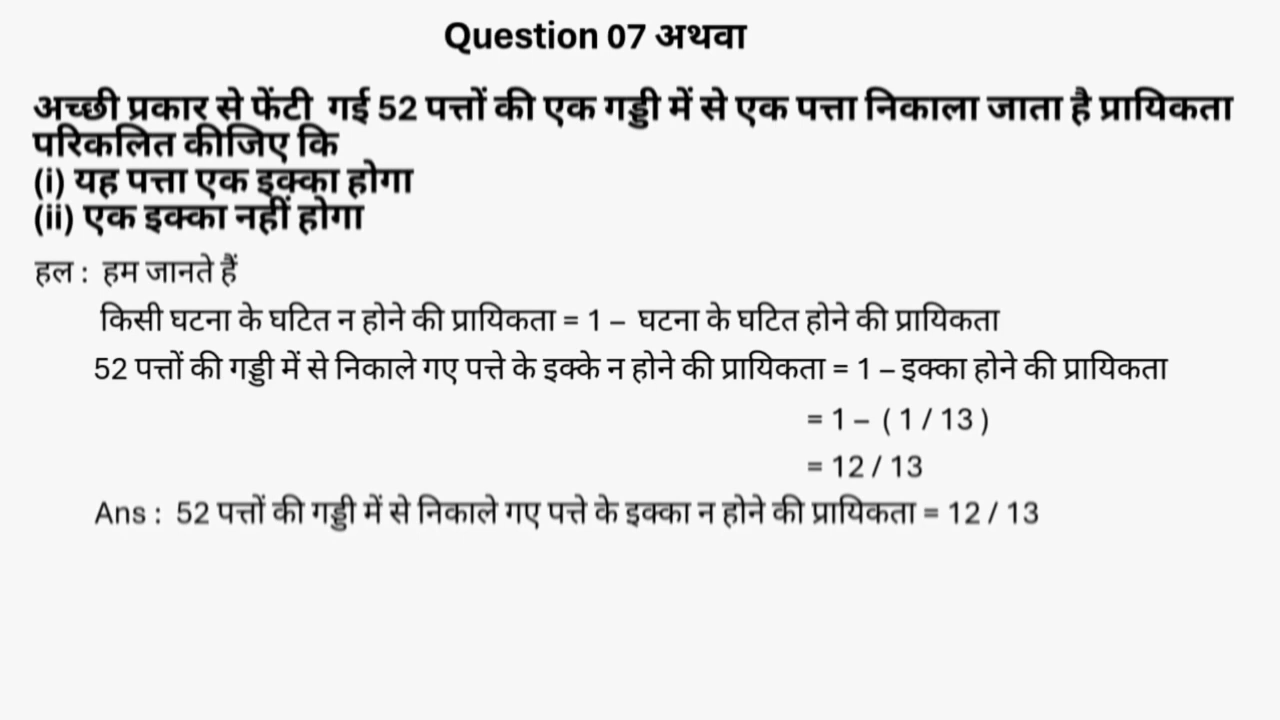 Question 07 अथवा
अच्छी प्रकार से फेंटी गई 52 पत्तों की एक गड्डी में से एक पत्ता निकाला जाता है प्रायिकता
परिकलित कीजिए कि
(i) यह पत्ता एक इक्का होगा
(ii) एक इक्का नहीं होगा
हल : हम जानते हैं
किसी घटना के घटित न होने की प्रायिकता = 1 – घटना के घटित होने की प्रायिकता
52 पत्तों की गड्डी में से निकाले गए पत्ते के इक्के न होने की प्रायिकता = 1 – इक्का होने की प्रायिकता
= 1 – ( 1 / 13 )
= 12 / 13
Ans : 52 पत्तों की गड्डी में से निकाले गए पत्ते के इक्का न होने की प्रायिकता = 12 / 13